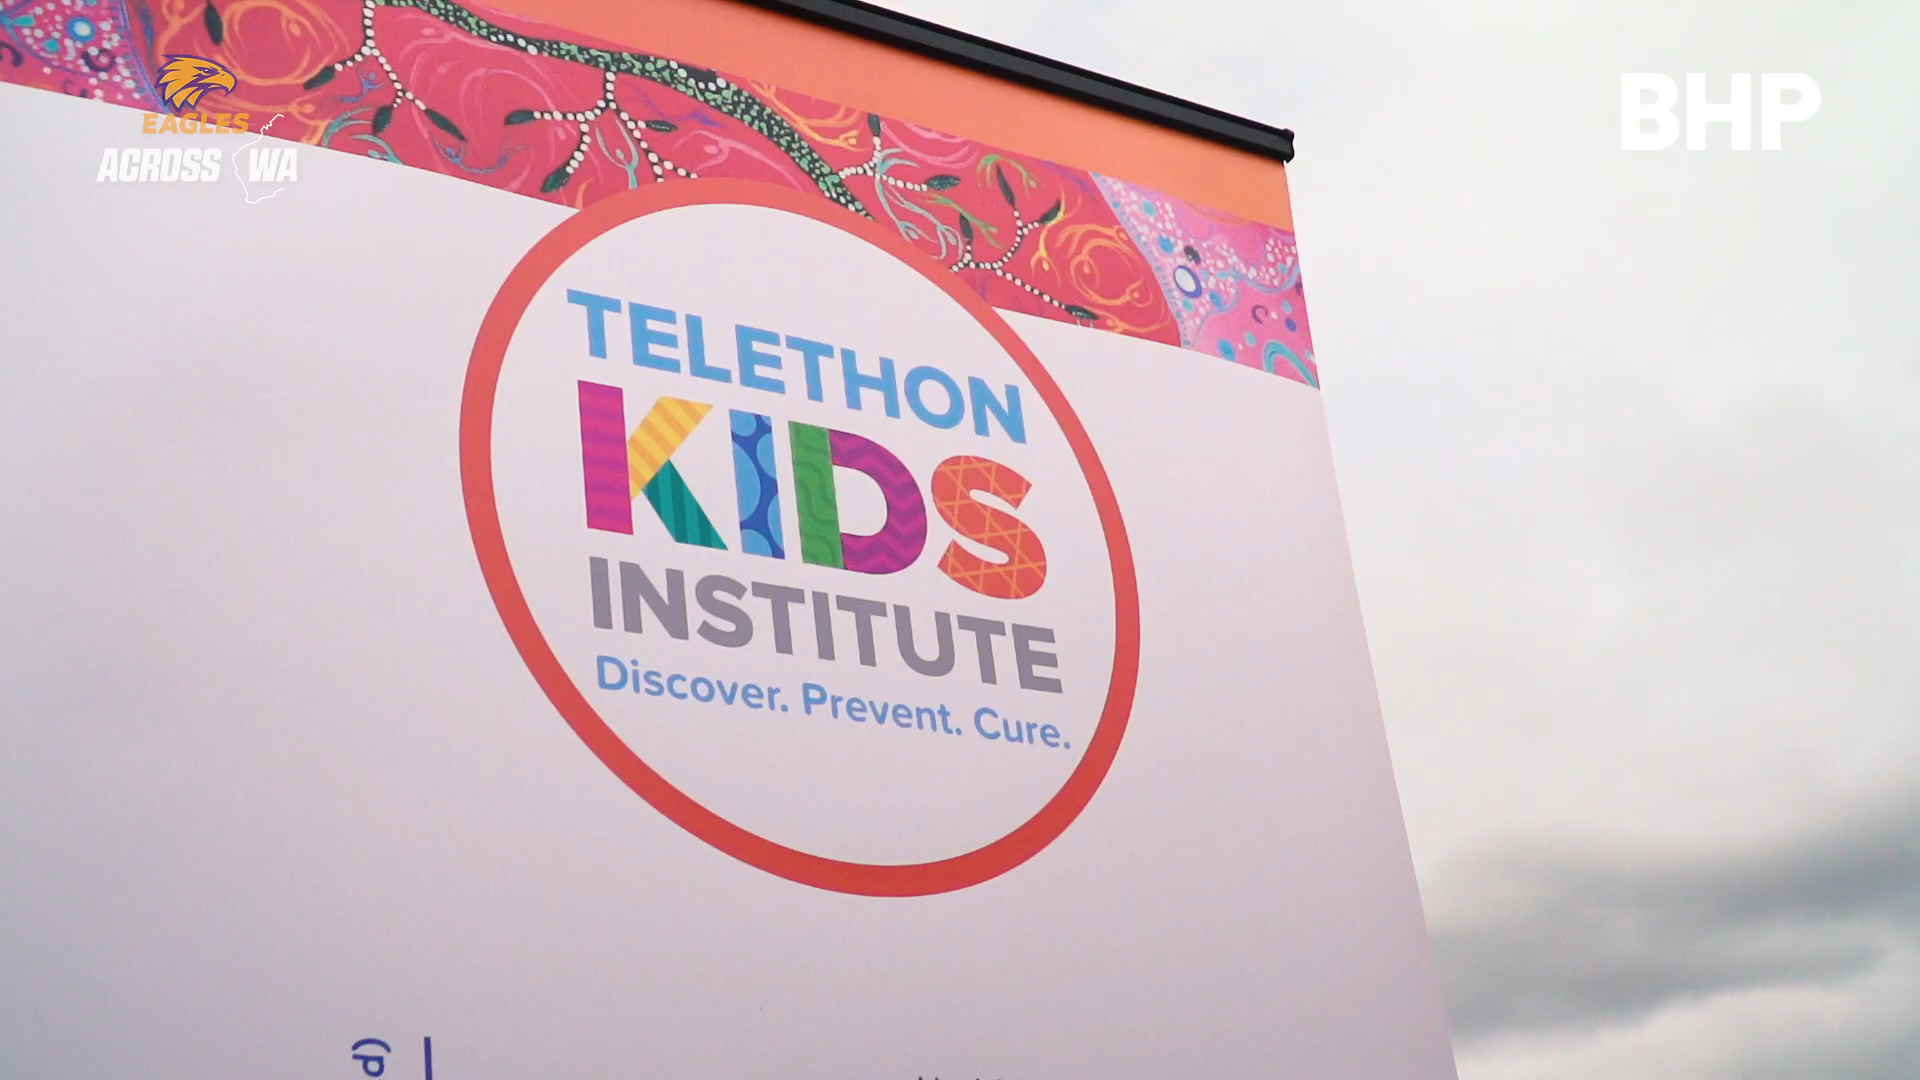 EAGLES
ACROSS WA
BHP
TELETHON
KIDS
INSTITUTE
Discover. Prevent. Cure.
d)